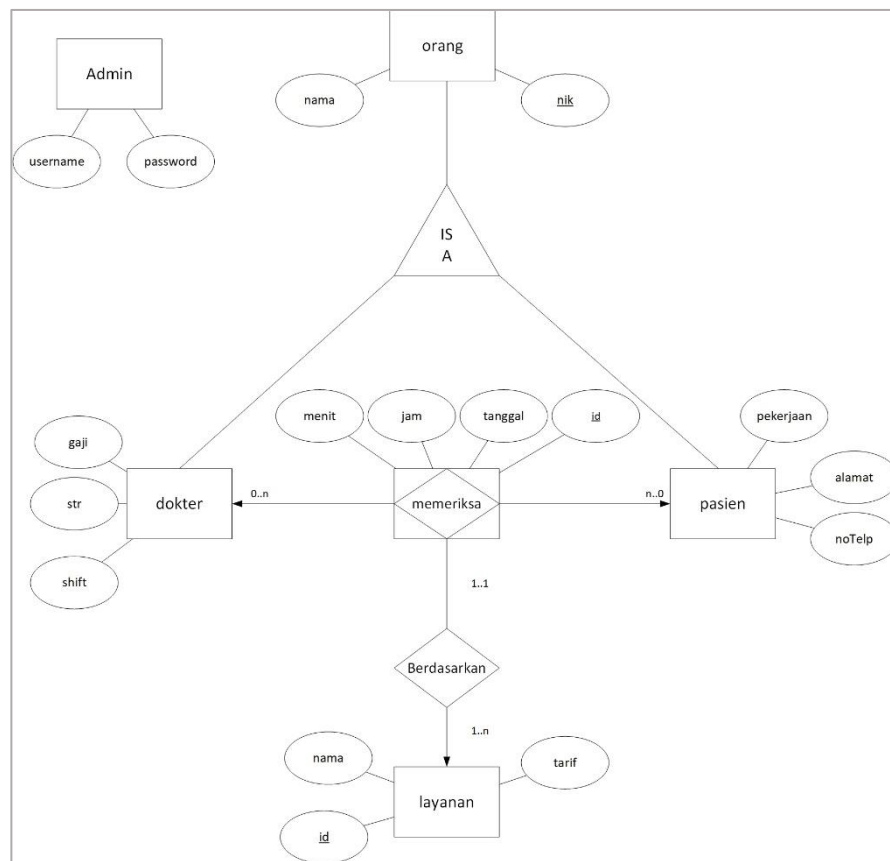 orang
Admin
nama
nik
username
password
IS
A
menit
jam
tanggal
id
pekerjaan
gaji
alamat
str
dokter
0..n
memeriksa
n..0
pasien
noTelp
shift
1..1
Berdasarkan
1..n
nama
tarif
layanan
id